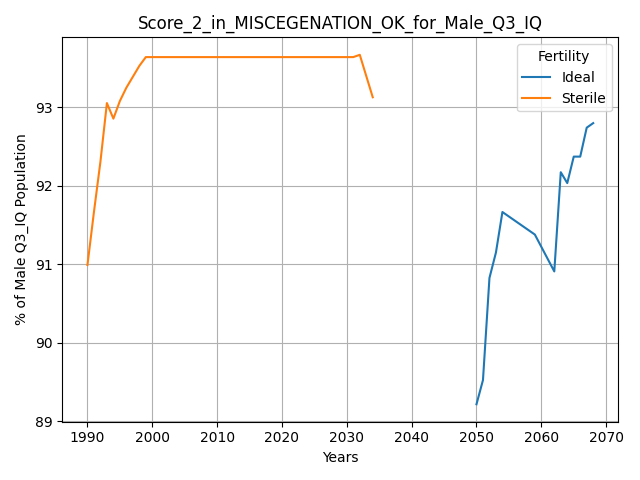 Score_2_in_MISCEGENATION_OK_for_Male_Q3_IQ
% of Male Q3_IQ Population
93
92
91
90
89
Fertility
Ideal
Sterile
1990 2000 2010 2020 2030 2040 2050 2060 2070
Years